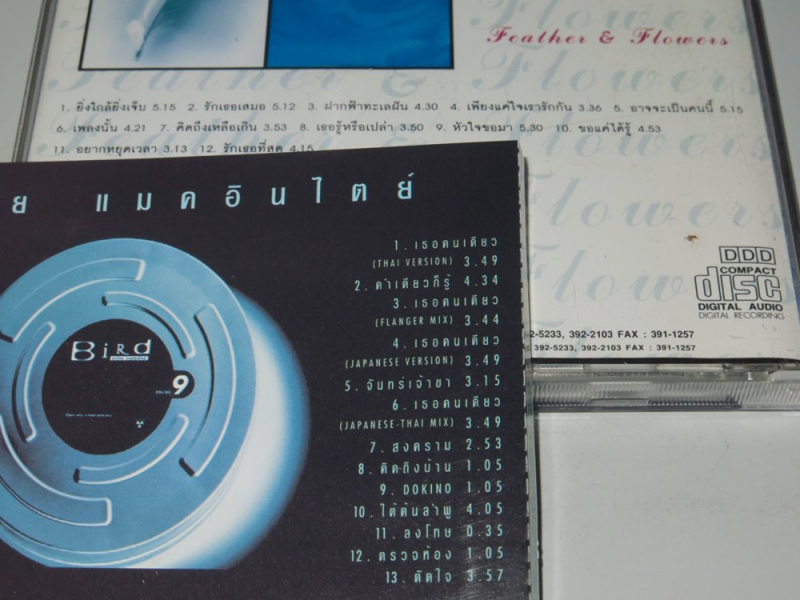 Feather & Flowers
1. ยิ่งใกล้ยิ่งเจ็บ 5.15 2. รักเธอเสมอ 5.12 3. ฝากฟ้าทะเลฝัน 4.30 4. เพียงแค่ใจเรารักกัน 3.36 5. อาจจะเป็นคนนี้ 5.15
6. เพลงนั้น 4.21 7. คิดถึงเหลือเกิน 3.53 8. เธอรู้หรือเปล่า 3.50 9. หัวใจขอมา 5.30 10. ขอแค่ได้รู้ 4.53
11. อยากหยุดเวลา 3.13 12. รักเธอที่สุด 4.15
ย แมคอินไตย์
1. เธอคนเดียว
(THAI VERSION) 3.49
2. คำเดียวก็รู้ 4.34
3. เธอคนเดียว
(FLANGER MIX) 3.44
4. เธอคนเดียว
(JAPANESE VERSION) 3.49
5. จันทร์เจ้าขา 3.15
6. เธอคนเดียว
(JAPANESE-THAI MIX) 3.49
7. สงคราม 2.53
8. คิดถึงบ้าน 1.05
9. DOKINO 1.05
10. ใต้ต้นลำพู 4.05
11. ลงโทษ 0.35
12. ตรวจห้อง 1.05
13. ตัดใจ 3.57
Bird
9
DDD
COMPACT
disc
DIGITAL AUDIO
DIGITAL RECORDING
2-5233, 392-2103 FAX : 391-1257
392-5233, 392-2103 FAX : 391-1257